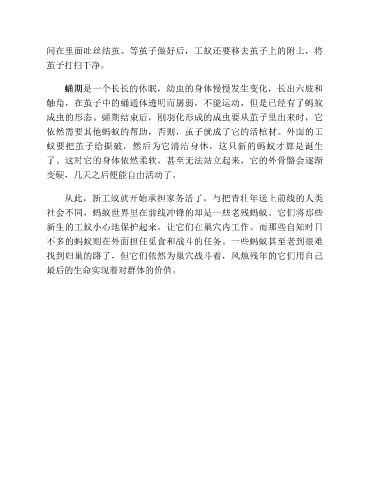 间在里面吐丝结茧。等茧子做好后，工蚁还要移去茧子上的附土，将
茧子打扫干净。
蛹期是一个长长的休眠，幼虫的身体慢慢发生变化，长出六肢和
触角，在茧子中的蛹通体透明而孱弱，不能运动，但是已经有了蚂蚁
成虫的形态。蛹期结束后，刚羽化形成的成虫要从茧子里出来时，它
依然需要其他蚂蚁的帮助，否则，茧子就成了它的活棺材。外面的工
蚁要把茧子给撕破，然后为它清洁身体，这只新的蚂蚁才算是诞生
了。这时它的身体依然柔软，甚至无法站立起来，它的外骨骼会逐渐
变硬，几天之后便能自由活动了。
从此，新工蚁就开始承担家务活了。与把青壮年送上前线的人类
社会不同，蚂蚁世界里在前线冲锋的却是一些老残蚂蚁。它们将那些
新生的工蚁小心地保护起来，让它们在巢穴内工作。而那些自知时日
不多的蚂蚁则在外面担任觅食和战斗的任务。一些蚂蚁甚至老到很难
找到归巢的路了，但它们依然为巢穴战斗着，风烛残年的它们用自己
最后的生命实现着对群体的价值。